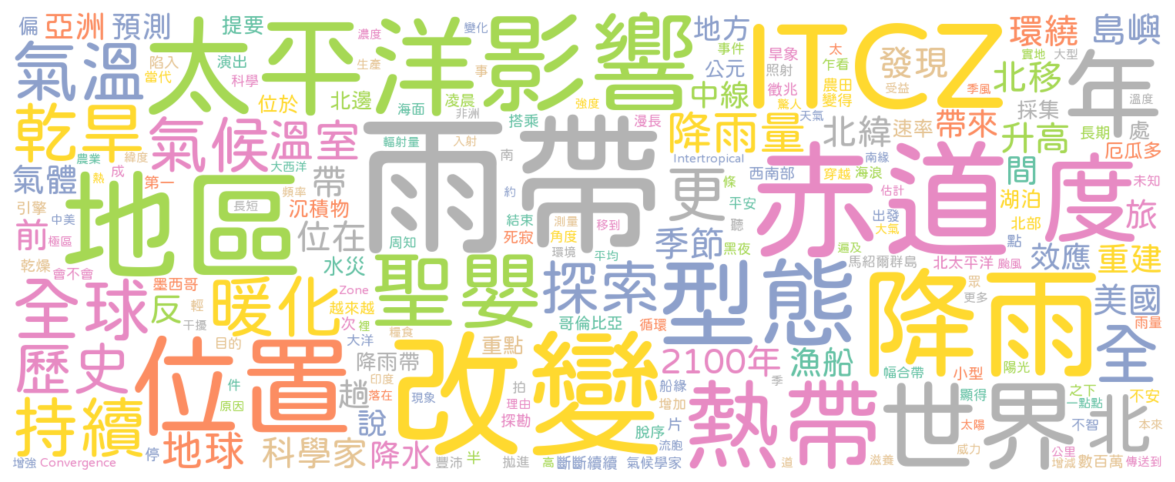 偏 亞洲 預測 提要 濃度 變化 地方 ITCZ 環繞 島嶼
氣溫 太平洋影響 發現 年
陷入 演出 事件 旱象 太 實地 大型
當代 科學 生產 事 公元 照射 乍看 北移 季風
乾旱 位於 北邊 海面 凌晨 非洲 強度 中線 徵兆 農田 變得 驚人 受益 採集 溫度
氣候 溫室 搭乘 漫長 降雨量 天氣 北緯 速率 帶來 升高 長期 處
農業 緯度 大西洋 輻射量 入射 雨帶 Intertropical 南緣 厄瓜多
氣體 熱 成 第一 帶 南 更 西南部 穿越 海浪 赤道 度 間 未知
地區 頻率 約 條 估計 湖泊 旅
引擎 中美 長短 沉積物 結束 測量 移到 平安 出發 北部
前 極區 位在 周知 死寂 角度 聽 大氣 點
乾燥 水災 環境 平均 季節 黑夜 遍及 馬紹爾群島 效應 重建
會不會 墨西哥 Zone 聖嬰 探索 型態 北太平洋 颱風
全球 反 輕 暖化 越來越 眾 更多 美國
干擾 次 裡 哥倫比亞 循環 降雨 雨量
目的 大洋 糧食 改變 重點 2100年 漁船 幅合帶 陽光 全
歷史 位置 降雨帶 小型
件 印度 趟 拍 船緣 季 熱帶 顯得 世界 之下 不安
持續 原因 落在 理由 增加 一點點
地球 現象 說 探勘 片 太陽 不智 本來 北
科學家 降水 脫序 流胞 威力
停 豐沛 半 拋進 高 斷斷續續 氣候學家 道 滋養 公里
增強 Convergence 增減 數百萬 傳送到